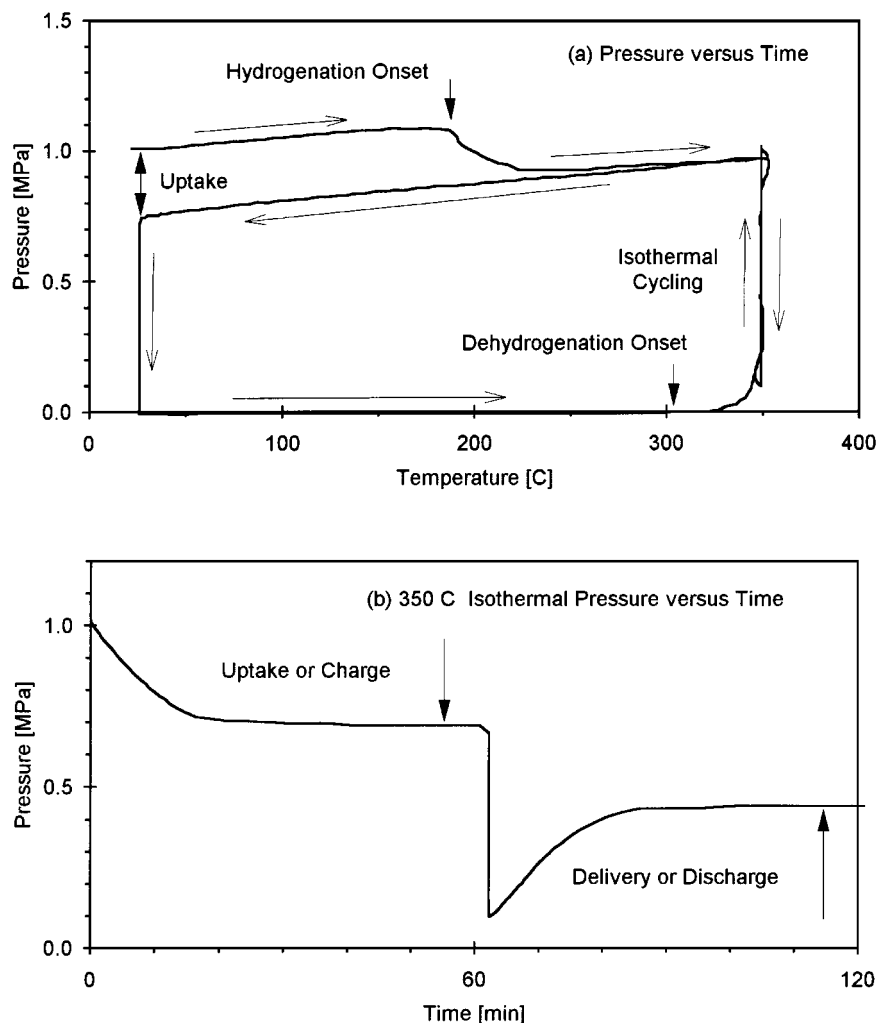 (a) Pressure versus Time
Hydrogenation Onset
Uptake
Isothermal
Cycling
Dehydrogenation Onset
Pressure [MPa]
1.5
1.0
0.5
0.0
0
100
200
300
400
Temperature [C]
(b) 350 C Isothermal Pressure versus Time
Uptake or Charge
Delivery or Discharge
Pressure [MPa]
1.0
0.5
0.0
0
60
120
Time [min]